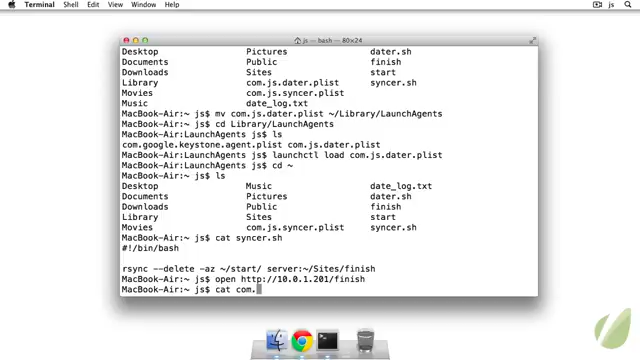 Terminal Shell Edit View Window Help js
js — bash — 80×24
Desktop Pictures dater.sh
Documents Public finish
Downloads Sites start
Library com.js.dater.plist syncer.sh
Movies com.js.syncer.plist
Music date_log.txt
MacBook-Air:~ js$ mv com.js.dater.plist ~/Library/LaunchAgents
MacBook-Air:~ js$ cd Library/LaunchAgents
MacBook-Air:LaunchAgents js$ ls
com.google.keystone.agent.plist com.js.dater.plist
MacBook-Air:LaunchAgents js$ launchctl load com.js.dater.plist
MacBook-Air:LaunchAgents js$ cd ~
MacBook-Air:~ js$ ls
Desktop Music date_log.txt
Documents Pictures dater.sh
Downloads Public finish
Library Sites start
Movies com.js.syncer.plist syncer.sh
MacBook-Air:~ js$ cat syncer.sh
#!/bin/bash
rsync --delete -az ~/start/ server:~/Sites/finish
MacBook-Air:~ js$ open http://10.0.1.201/finish
MacBook-Air:~ js$ cat com.